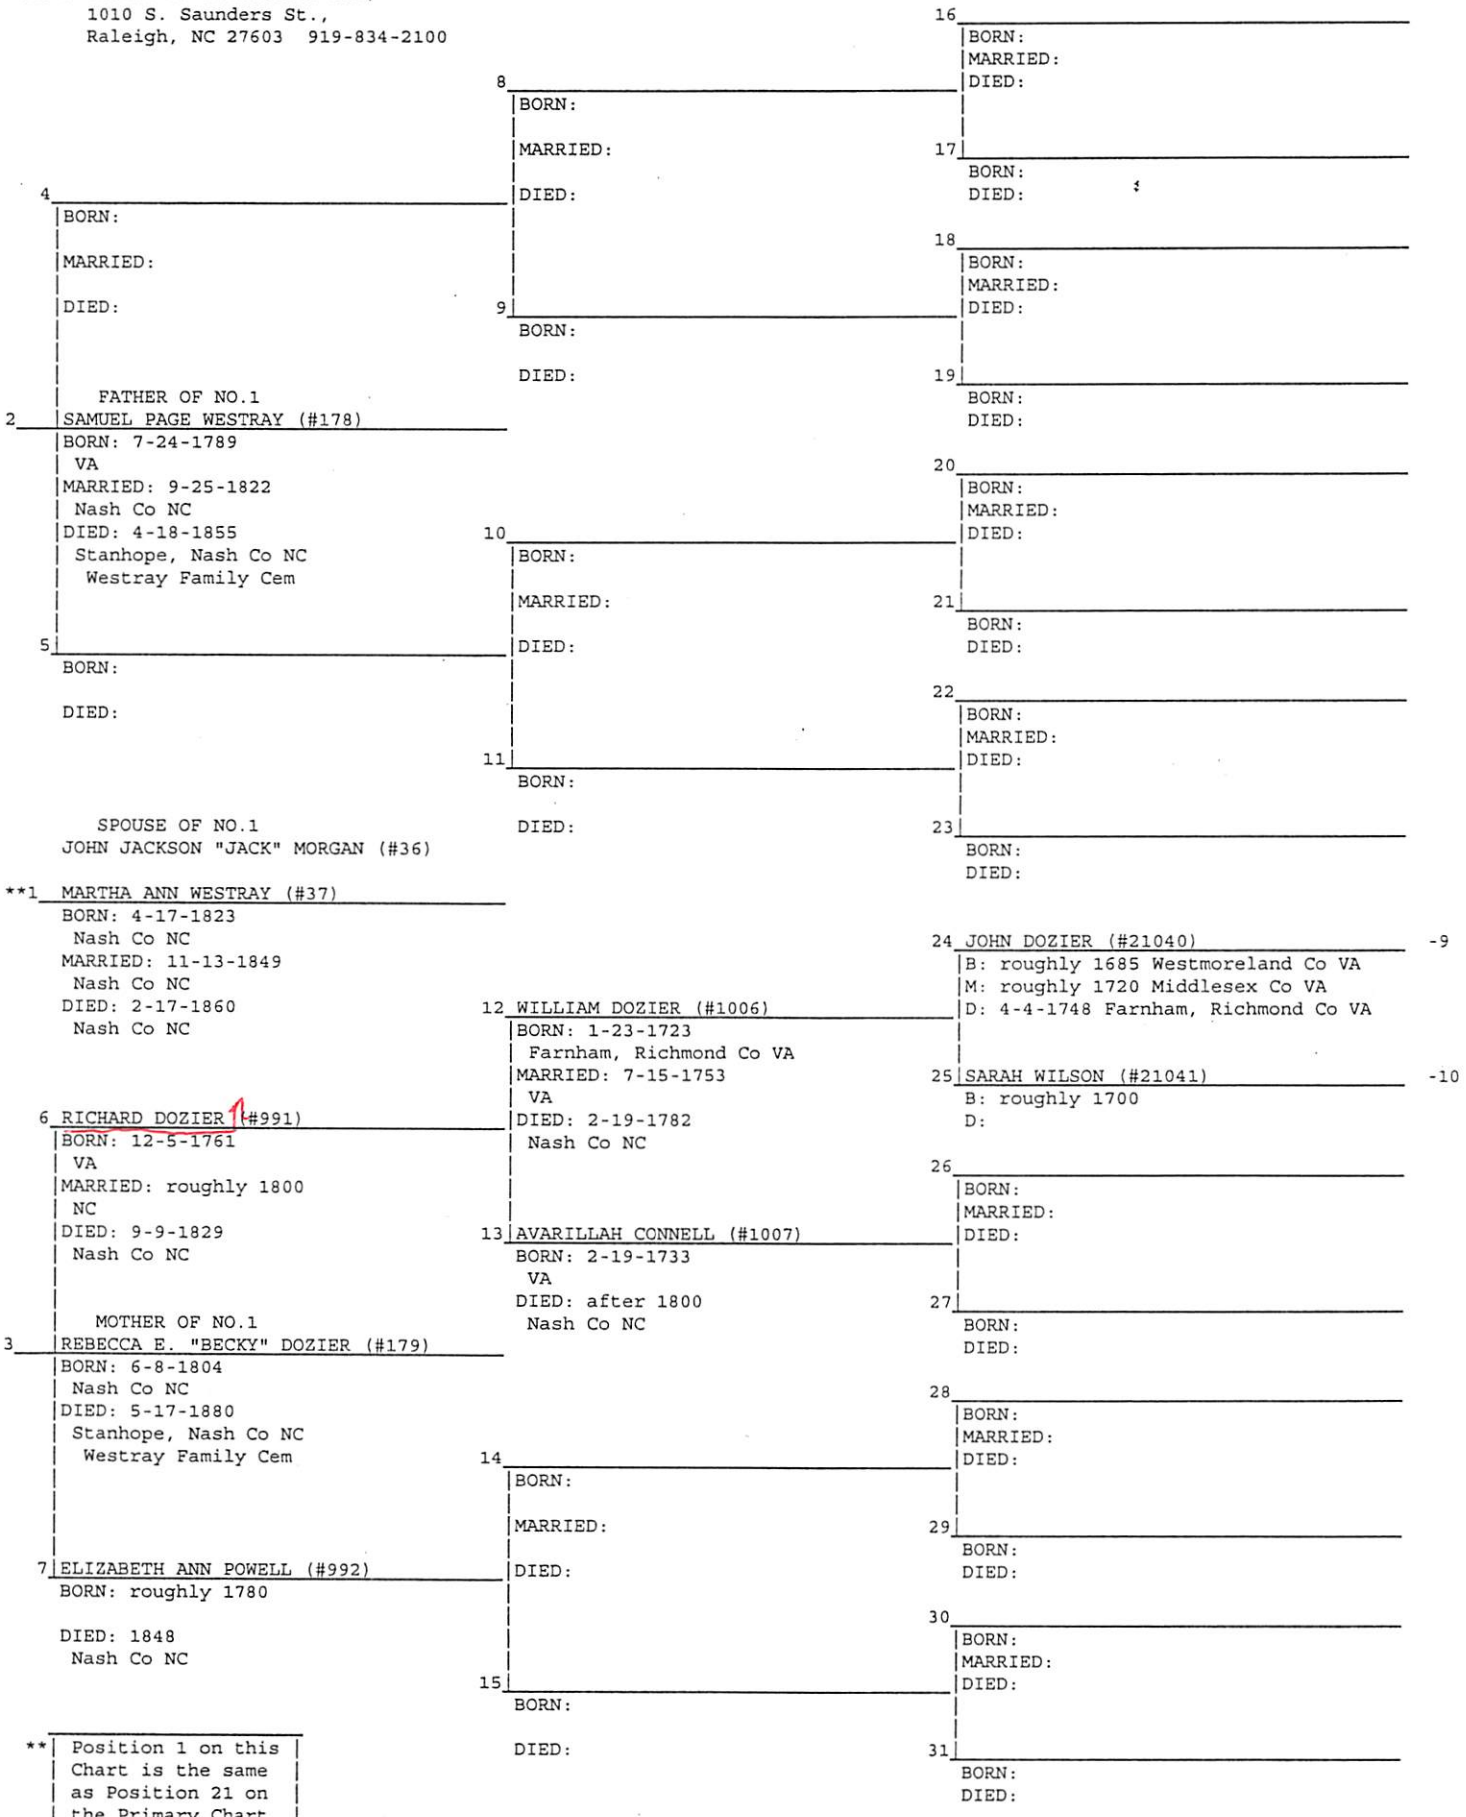 1010 S. Saunders St.,
Raleigh, NC 27603 919-834-2100
16
BORN:
MARRIED:
DIED:
8
BORN:
MARRIED:
DIED:
17
BORN:
DIED:
4
BORN:
MARRIED:
DIED:
18
BORN:
MARRIED:
DIED:
9
BORN:
DIED:
19
BORN:
DIED:
FATHER OF NO.1
2 SAMUEL PAGE WESTRAY (#178)
BORN: 7-24-1789
VA
MARRIED: 9-25-1822
Nash Co NC
DIED: 4-18-1855
Stanhope, Nash Co NC
Westray Family Cem
20
BORN:
MARRIED:
DIED:
10
BORN:
MARRIED:
DIED:
21
BORN:
DIED:
5
BORN:
DIED:
22
BORN:
MARRIED:
DIED:
11
BORN:
DIED:
23
BORN:
DIED:
SPOUSE OF NO.1
JOHN JACKSON "JACK" MORGAN (#36)
**1 MARTHA ANN WESTRAY (#37)
BORN: 4-17-1823
Nash Co NC
MARRIED: 11-13-1849
Nash Co NC
DIED: 2-17-1860
Nash Co NC
24 JOHN DOZIER (#21040) -9
B: roughly 1685 Westmoreland Co VA
M: roughly 1720 Middlesex Co VA
D: 4-4-1748 Farnham, Richmond Co VA
12 WILLIAM DOZIER (#1006)
BORN: 1-23-1723
Farnham, Richmond Co VA
MARRIED: 7-15-1753
VA
DIED: 2-19-1782
Nash Co NC
25 SARAH WILSON (#21041) -10
B: roughly 1700
D:
6 RICHARD DOZIER (#991)
BORN: 12-5-1761
VA
MARRIED: roughly 1800
NC
DIED: 9-9-1829
Nash Co NC
26
BORN:
MARRIED:
DIED:
13 AVARILLAH CONNELL (#1007)
BORN: 2-19-1733
VA
DIED: after 1800
Nash Co NC
27
BORN:
DIED:
MOTHER OF NO.1
3 REBECCA E. "BECKY" DOZIER (#179)
BORN: 6-8-1804
Nash Co NC
DIED: 5-17-1880
Stanhope, Nash Co NC
Westray Family Cem
28
BORN:
MARRIED:
DIED:
14
BORN:
MARRIED:
DIED:
29
BORN:
DIED:
7 ELIZABETH ANN POWELL (#992)
BORN: roughly 1780
DIED: 1848
Nash Co NC
30
BORN:
MARRIED:
DIED:
15
BORN:
DIED:
31
BORN:
DIED:
** Position 1 on this
Chart is the same
as Position 21 on
the Primary Chart